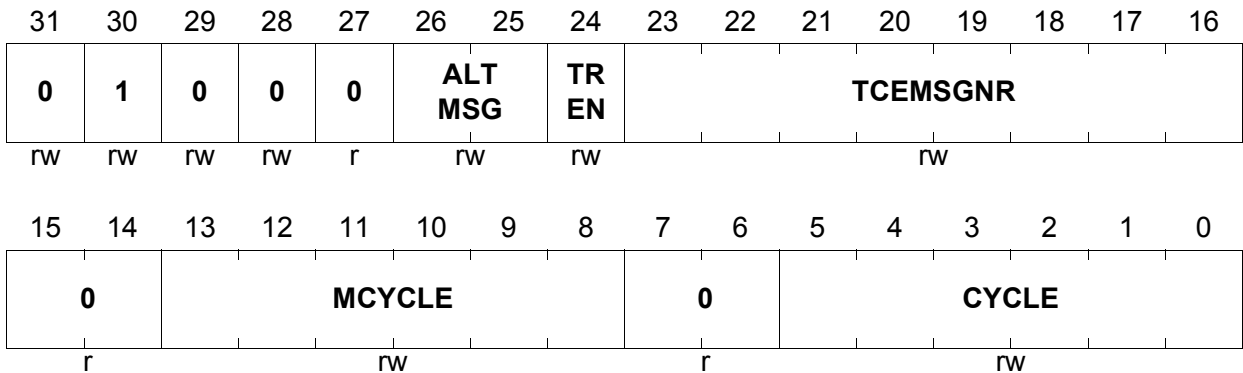 31 30 29 28 27 26 25 24 23 22 21 20 19 18 17 16
0 1 0 0 0 ALT MSG TR EN TCEMSGNR
rw rw rw rw r rw rw rw
15 14 13 12 11 10 9 8 7 6 5 4 3 2 1 0
0 MCYCLE 0 CYCLE
r rw r rw